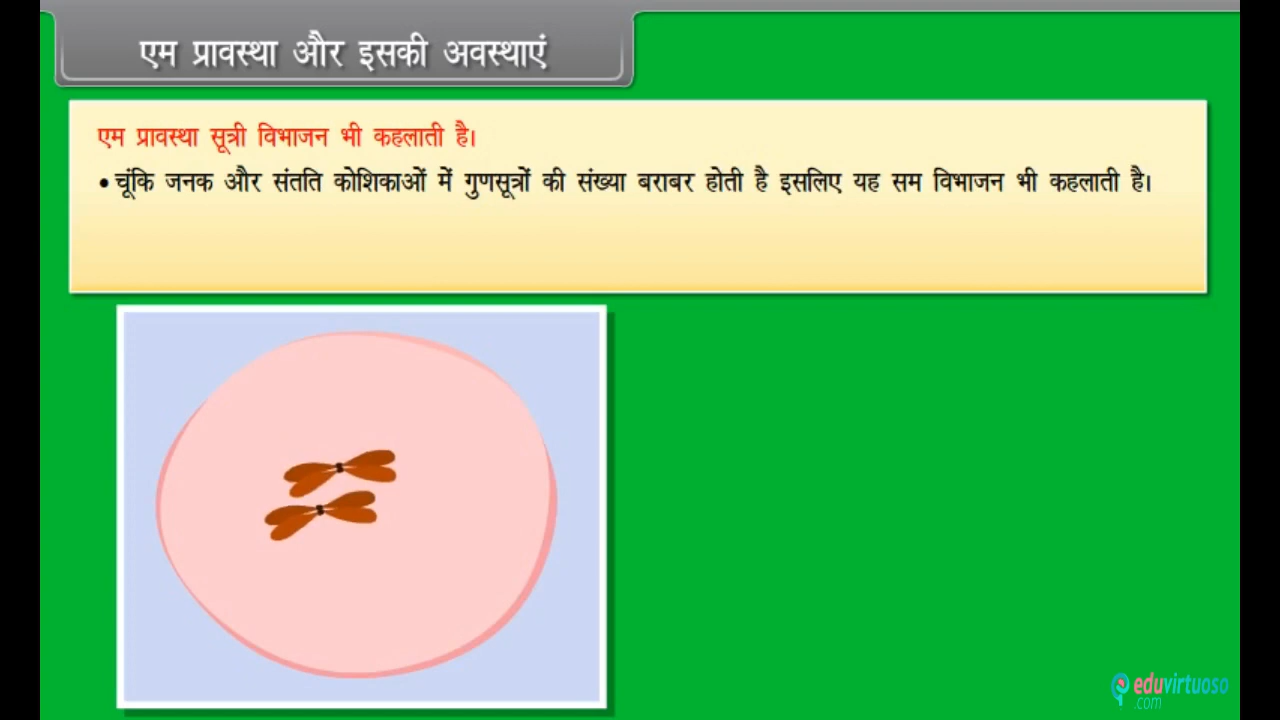 एम प्रावस्था और इसकी अवस्थाएं
एम प्रावस्था सूत्री विभाजन भी कहलाती है।
• चूंकि जनक और संतति कोशिकाओं में गुणसूत्रों की संख्या बराबर होती है इसलिए यह सम विभाजन भी कहलाती है।
eduvirtuoso
.com